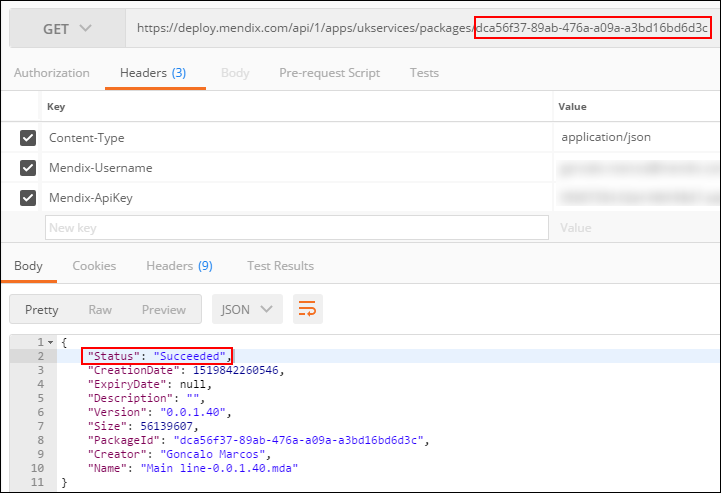 GET https://deploy.mendix.com/api/1/apps/ukservices/packages/dca56f37-89ab-476a-a09a-a3bd16bd6d3c
Authorization Headers (3) Body Pre-request Script Tests
Key Value
Content-Type application/json
Mendix-Username
Mendix-ApiKey
New key Value
Body Cookies Headers (9) Test Results
Pretty Raw Preview JSON
1 {
2 "Status": "Succeeded",
3 "CreationDate": 1519842260546,
4 "ExpiryDate": null,
5 "Description": "",
6 "Version": "0.0.1.40",
7 "Size": 56139607,
8 "PackageId": "dca56f37-89ab-476a-a09a-a3bd16bd6d3c",
9 "Creator": "Goncalo Marcos",
10 "Name": "Main line-0.0.1.40.mda"
11 }